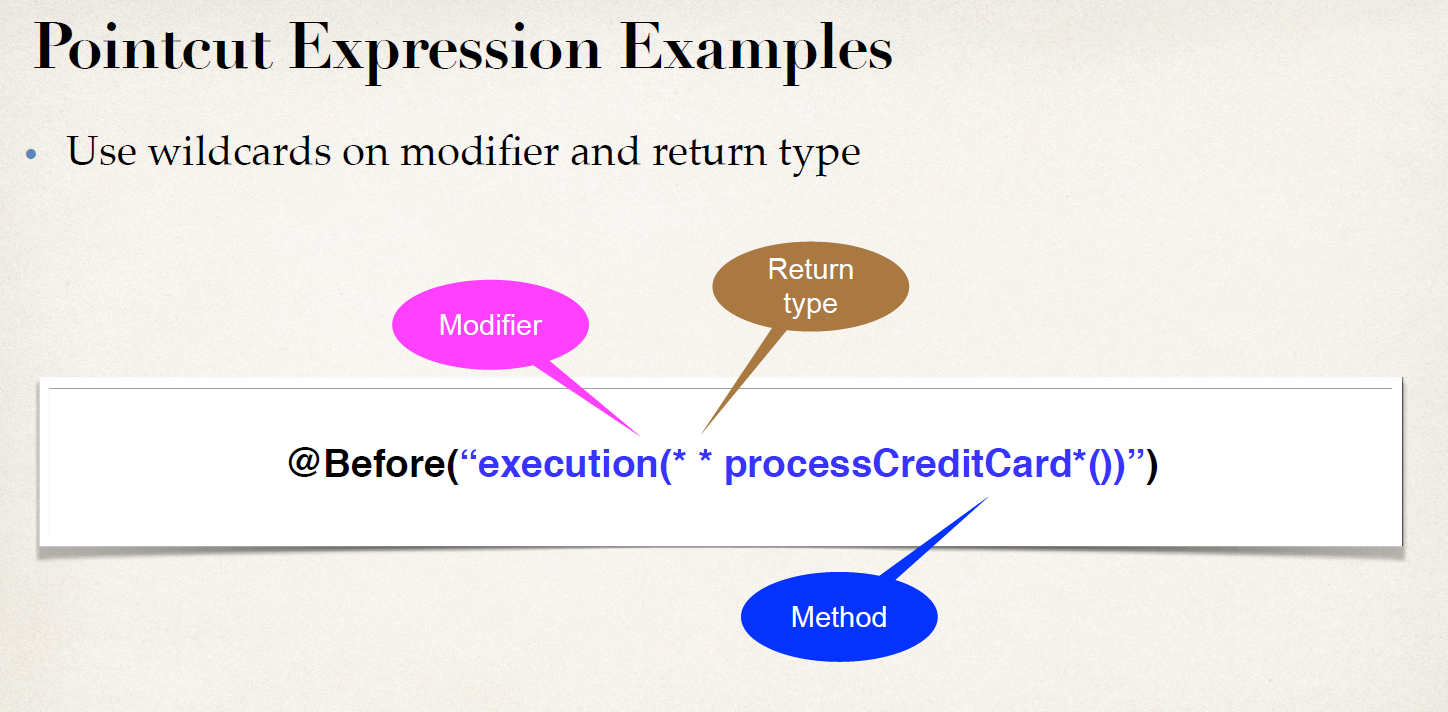 Pointcut Expression Examples
• Use wildcards on modifier and return type
Return
type
Modifier
@Before(“execution(* * processCreditCard*())”)
Method